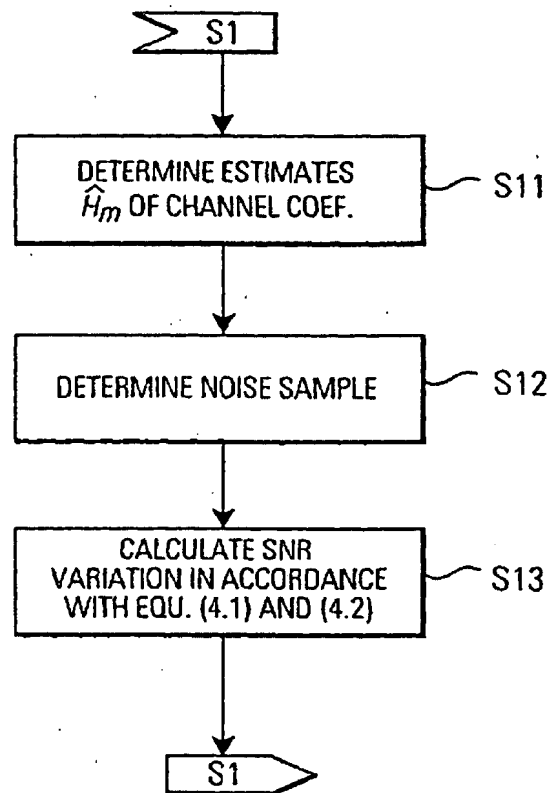 S1
DETERMINE ESTIMATES
Ĥm OF CHANNEL COEF.
S11
DETERMINE NOISE SAMPLE
S12
CALCULATE SNR
VARIATION IN ACCORDANCE
WITH EQU. (4.1) AND (4.2)
S13
S1